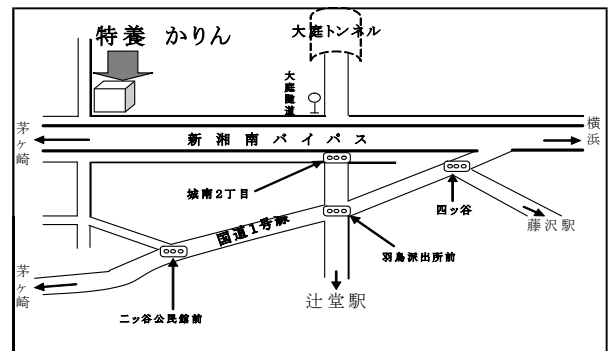 特養 かりん
大庭トンネル
大庭隧道
茅ヶ崎
新湘南バイパス
横浜
城南2丁目
四ッ谷
藤沢駅
国道1号線
羽鳥派出所前
茅ヶ崎
二ッ谷公民館前
辻堂駅